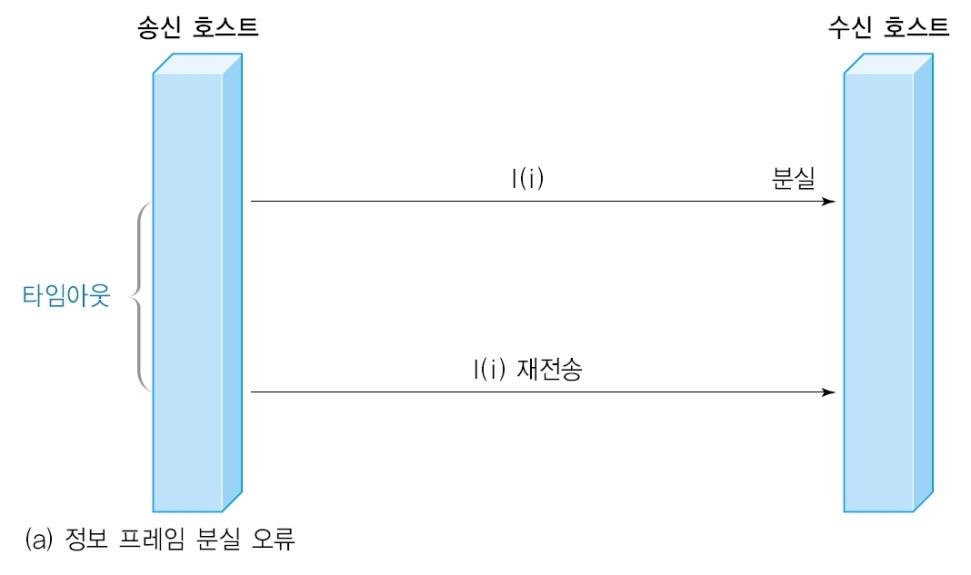 송신 호스트
수신 호스트
I(i)
분실
타임아웃
I(i) 재전송
(a) 정보 프레임 분실 오류